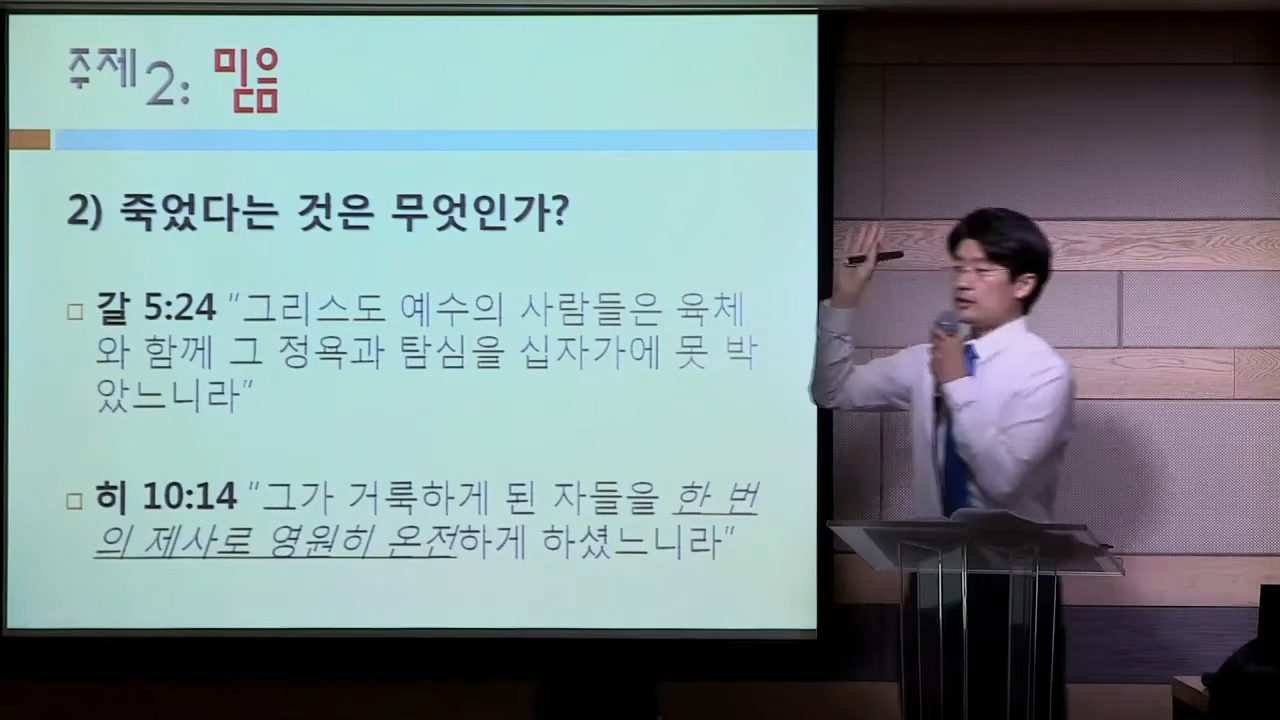 주제 2: 믿음
2) 죽었다는 것은 무엇인가?
갈 5:24 "그리스도 예수의 사람들은 육체
와 함께 그 정욕과 탐심을 십자가에 못 박
았느니라"
히 10:14 "그가 거룩하게 된 자들을 한 번
의 제사로 영원히 온전하게 하셨느니라"